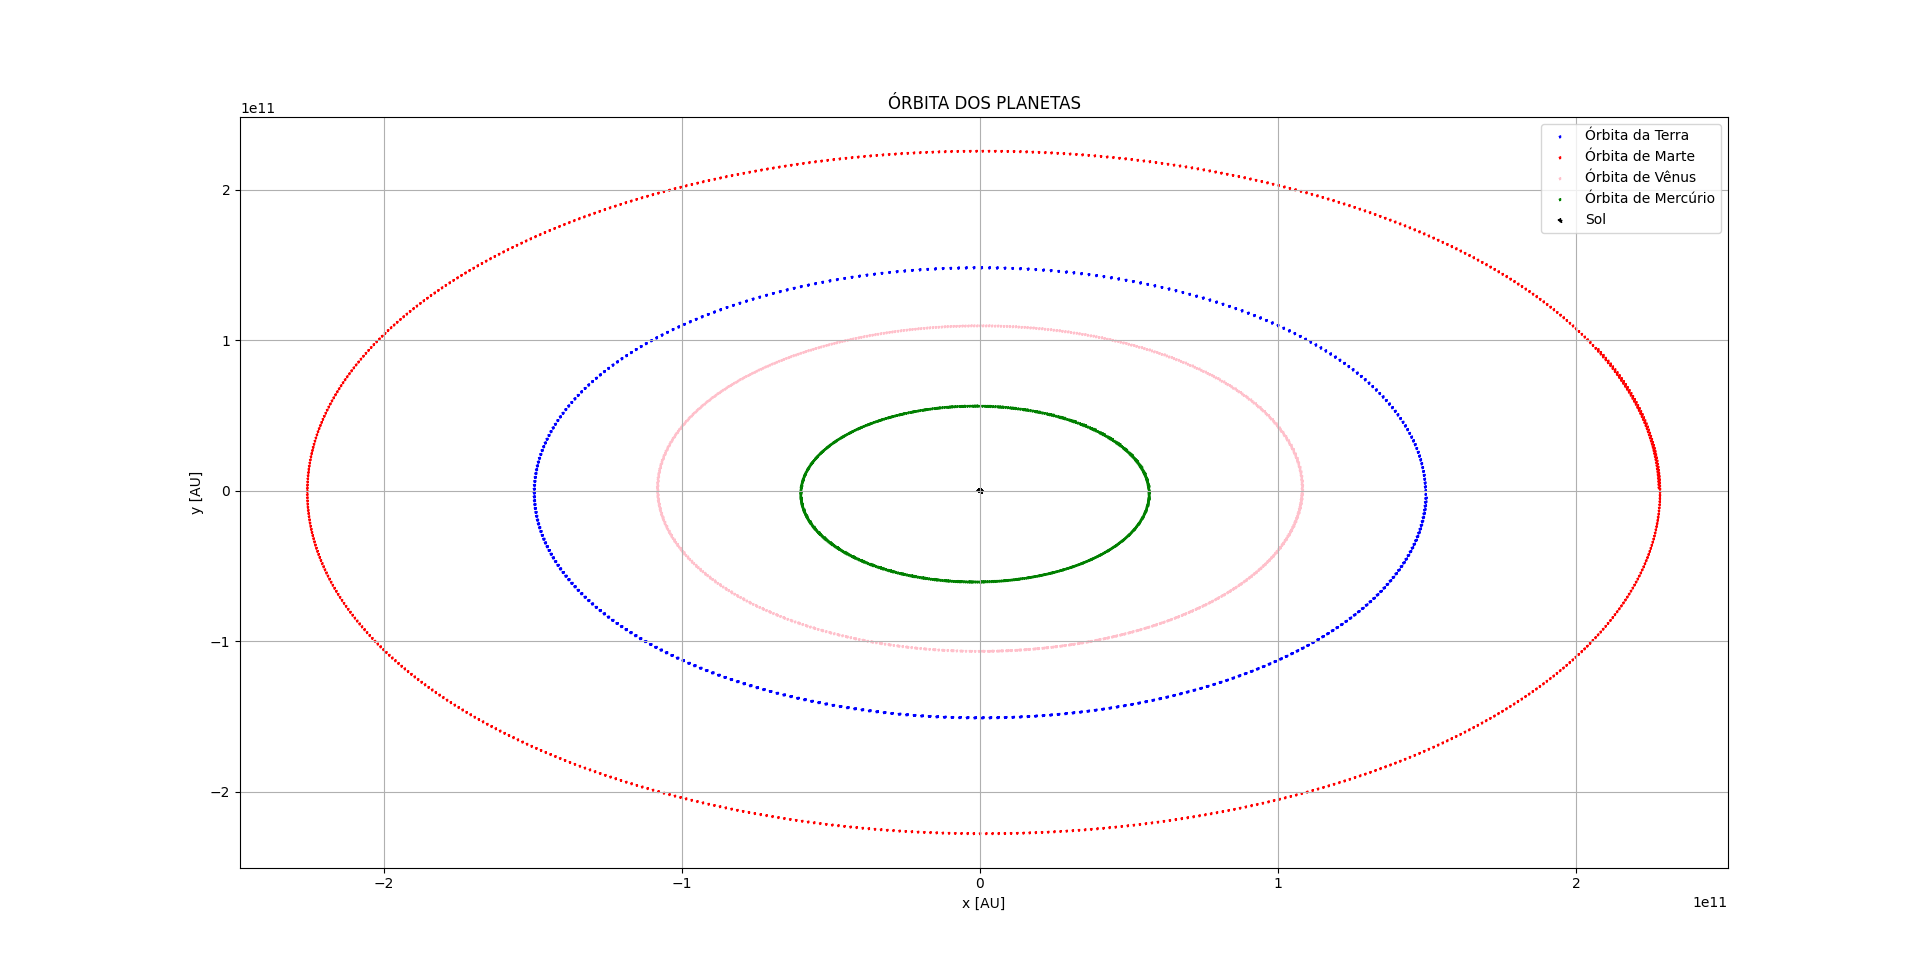 ÓRBITA DOS PLANETAS
1e11
Órbita da Terra
Órbita de Marte
Órbita de Vênus
Órbita de Mercúrio
Sol
2
1
0
−1
−2
y [AU]
−2 −1 0 1 2
x [AU]
1e11